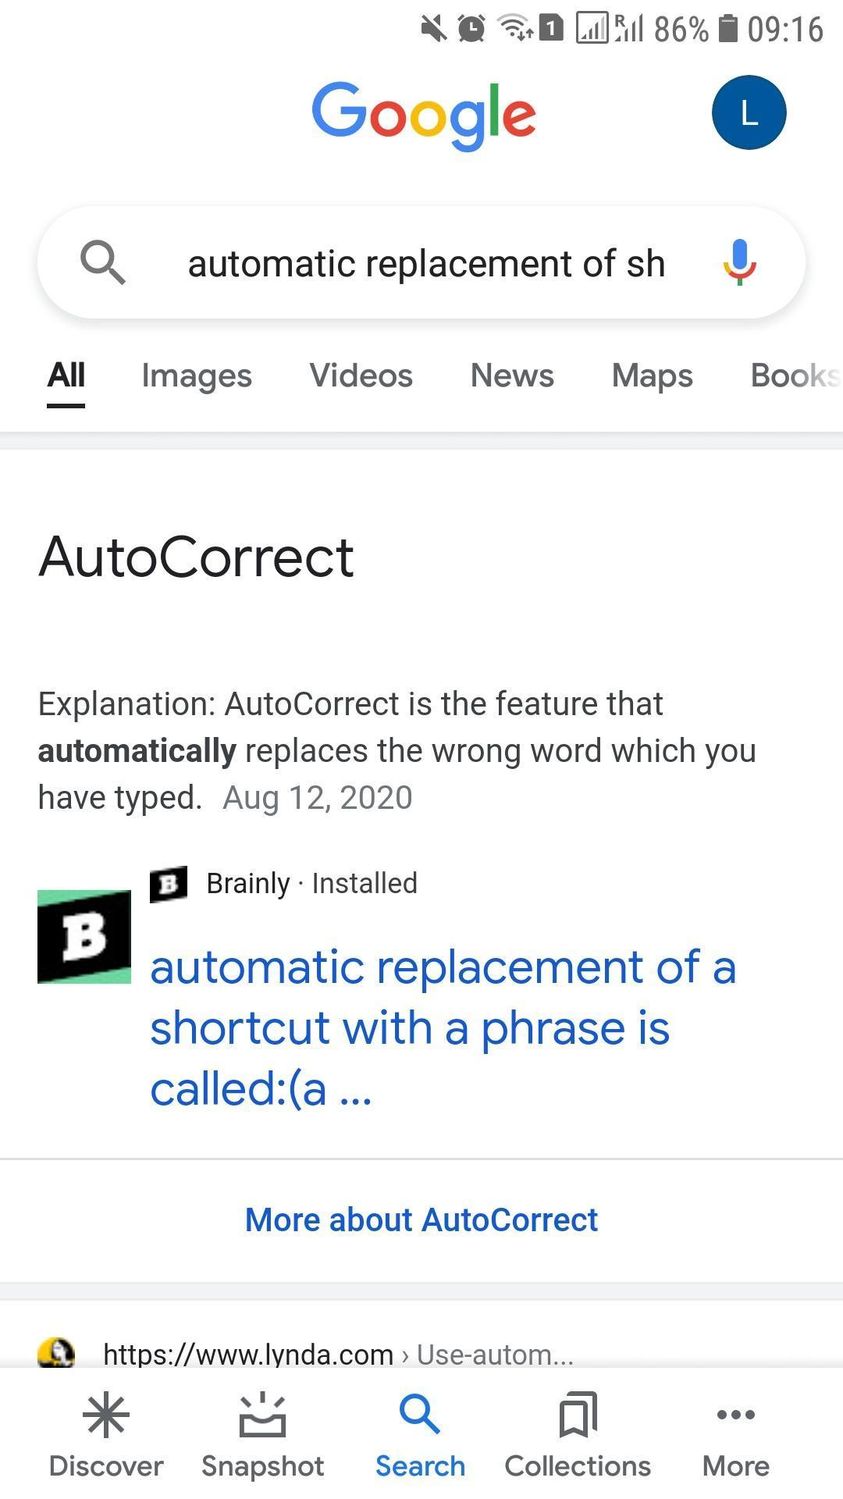 1 R 86% 09:16
Google
L
automatic replacement of sh
All Images Videos News Maps Books
AutoCorrect
Explanation: AutoCorrect is the feature that
automatically replaces the wrong word which you
have typed. Aug 12, 2020
B Brainly · Installed
B
automatic replacement of a
shortcut with a phrase is
called:(a ...
More about AutoCorrect
https://www.lynda.com › Use-autom...
Discover Snapshot Search Collections More